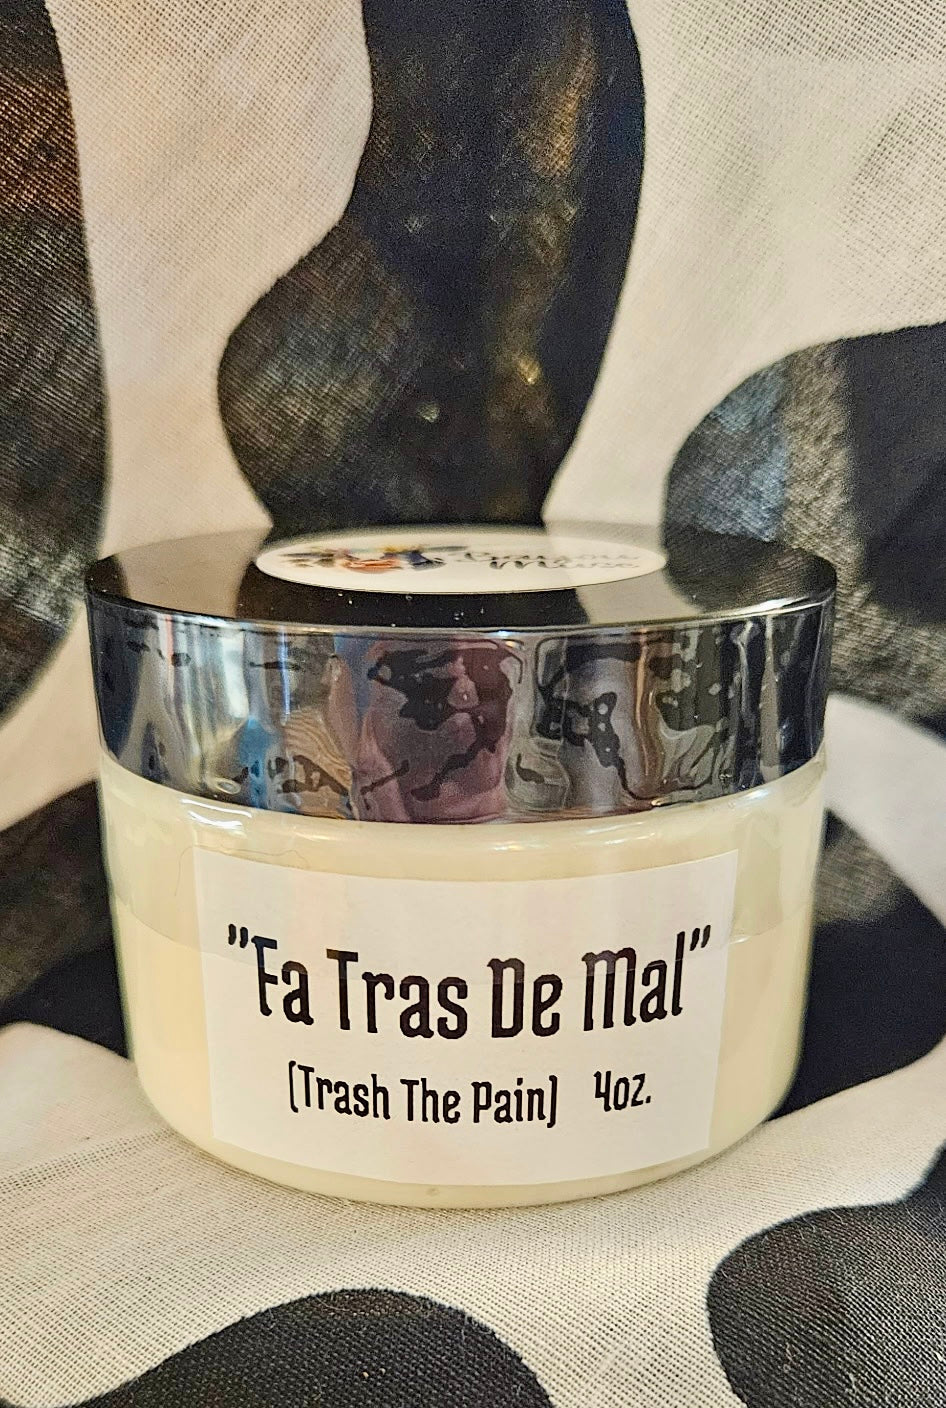 "Fa Tras De Mal"
(Trash The Pain) 4oz.